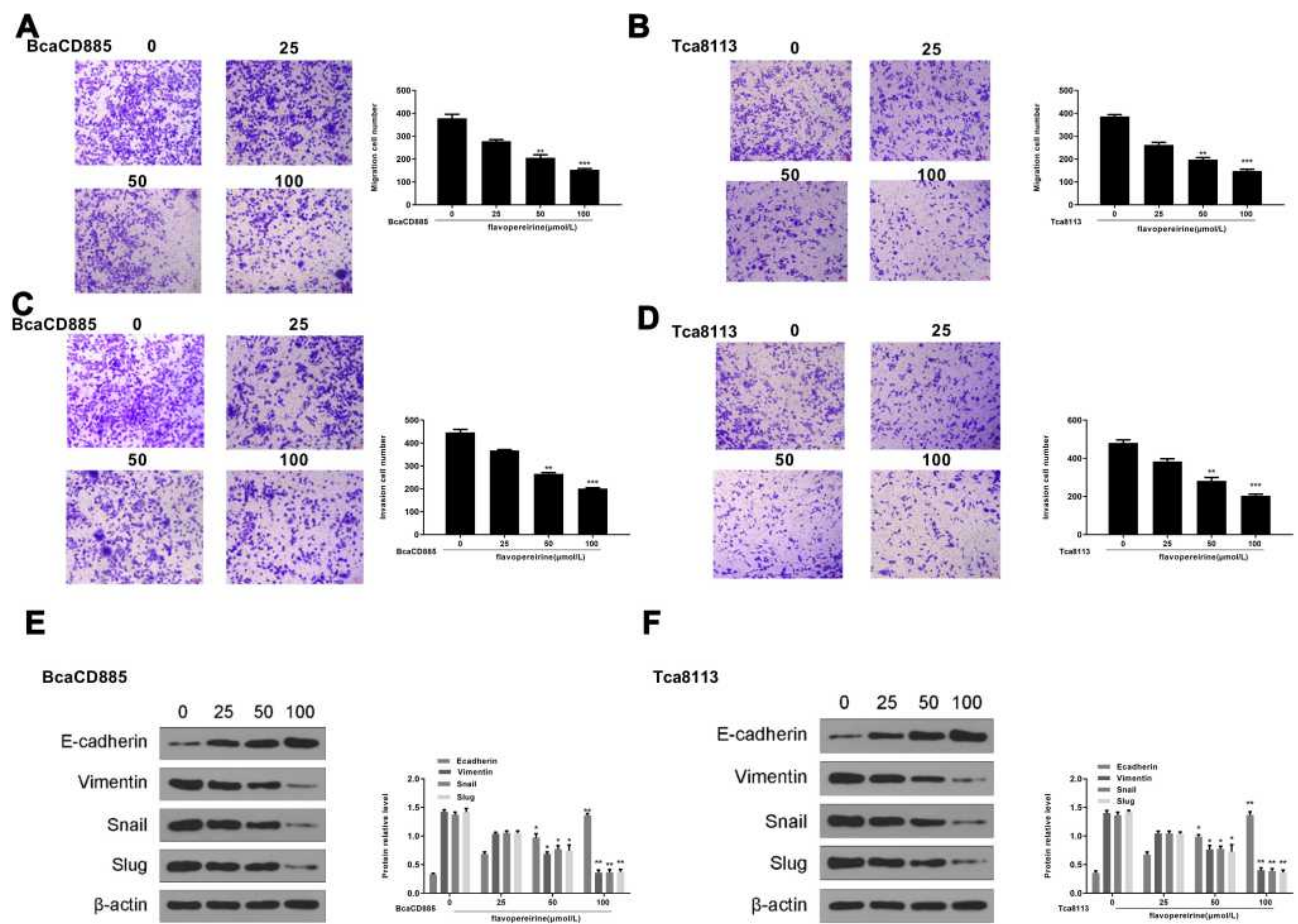 A
BcaCD885 0 25
50 100
500
400
300
200
100
0
Migration cell number
**
***
0 25 50 100
BcaCD885
flavopereirine(μmol/L)
B
Tca8113 0 25
50 100
500
400
300
200
100
0
Migration cell number
**
***
0 25 50 100
Tca8113
flavopereirine(μmol/L)
C
BcaCD885 0 25
50 100
500
400
300
200
100
0
Invasion cell number
**
***
0 25 50 100
BcaCD885
flavopereirine(μmol/L)
D
Tca8113 0 25
50 100
600
400
200
0
Invasion cell number
**
***
0 25 50 100
Tca8113
flavopereirine(μmol/L)
E
BcaCD885
0 25 50 100
E-cadherin
Vimentin
Snail
Slug
β-actin
Ecadherin
Vimentin
Snail
Slug
2.0
1.5
1.0
0.5
0.0
Protein relative level
* * * *
** ** ** **
0 25 50 100
BcaCD885
flavopereirine(μmol/L)
F
Tca8113
0 25 50 100
E-cadherin
Vimentin
Snail
Slug
β-actin
Ecadherin
Vimentin
Snail
Slug
2.0
1.5
1.0
0.5
0.0
Protein relative level
* * * *
** ** ** **
0 25 50 100
Tca8113
flavopereirine(μmol/L)